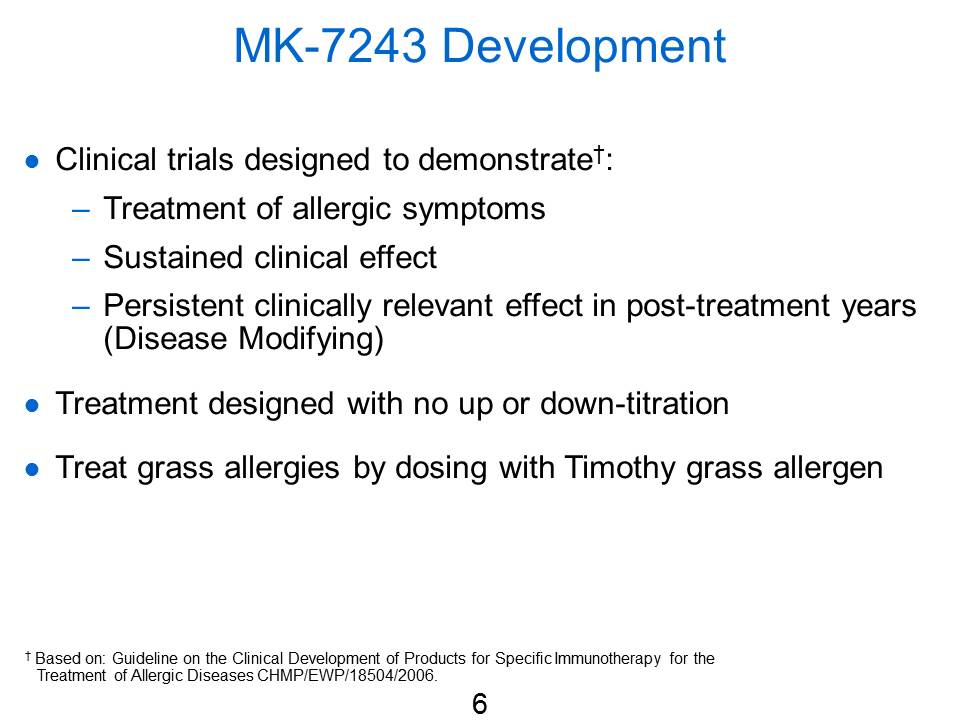 MK-7243 Development
● Clinical trials designed to demonstrate†:
– Treatment of allergic symptoms
– Sustained clinical effect
– Persistent clinically relevant effect in post-treatment years
(Disease Modifying)
● Treatment designed with no up or down-titration
● Treat grass allergies by dosing with Timothy grass allergen
† Based on: Guideline on the Clinical Development of Products for Specific Immunotherapy for the
Treatment of Allergic Diseases CHMP/EWP/18504/2006.
6